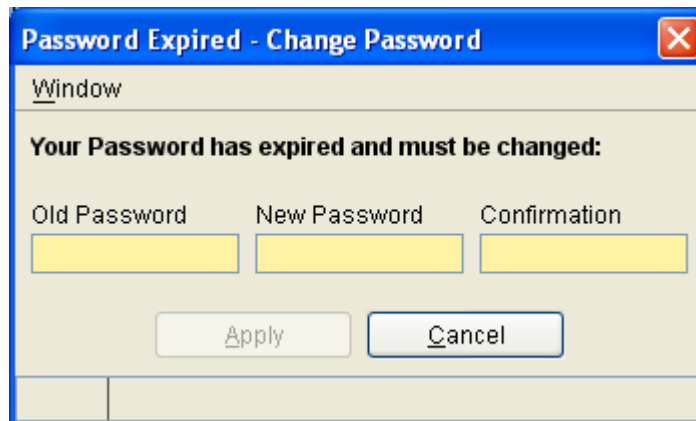 Password Expired - Change Password
Window
Your Password has expired and must be changed:
Old Password New Password Confirmation
Apply Cancel